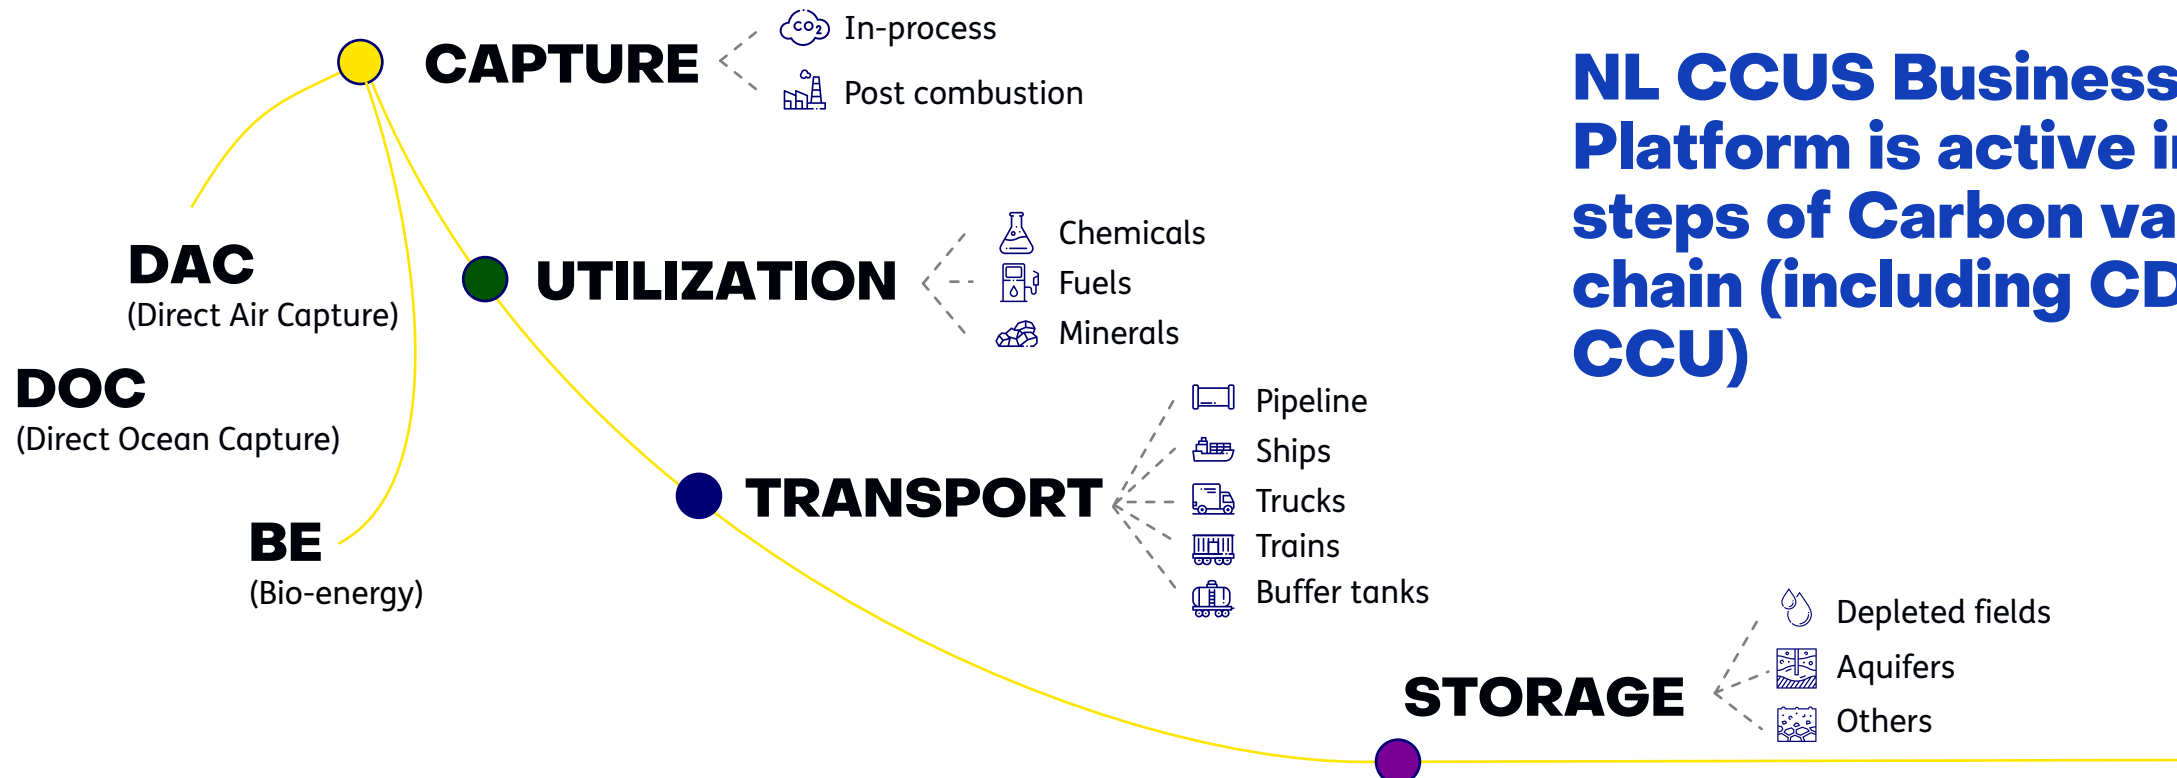 CAPTURE
In-process
Post combustion
NL CCUS Business
Platform is active
steps of Carbon
chain (including
CCU)
DAC
(Direct Air Capture)
UTILIZATION
Chemicals
Fuels
Minerals
DOC
(Direct Ocean Capture)
TRANSPORT
Pipeline
Ships
Trucks
Trains
Buffer tanks
BE
(Bio-energy)
STORAGE
Depleted fields
Aquifers
Others
CO2